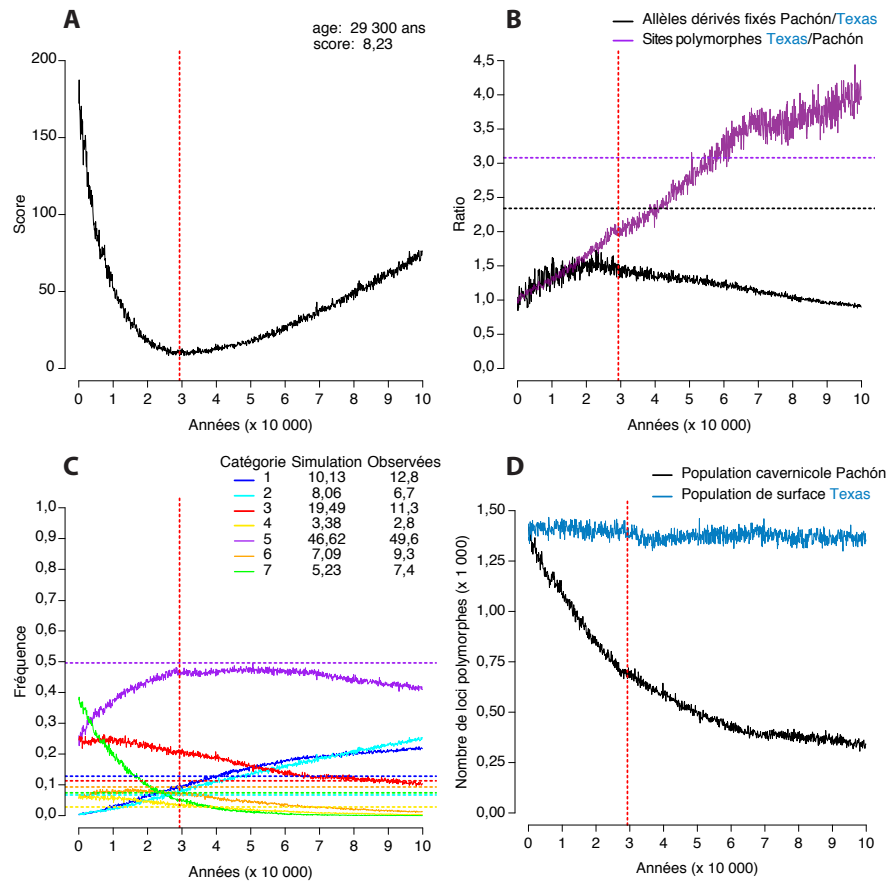 A
age: 29 300 ans
score: 8,23
200
150
100
50
0
Score
0 1 2 3 4 5 6 7 8 9 10
Années (x 10 000)
B
Allèles dérivés fixés Pachón/Texas
Sites polymorphes Texas/Pachón
4,5
4,0
3,5
3,0
2,5
2,0
1,5
1,0
0,5
0,0
Ratio
0 1 2 3 4 5 6 7 8 9 10
Années (x 10 000)
C
Catégorie Simulation Observées
1 10,13 12,8
2 8,06 6,7
3 19,49 11,3
4 3,38 2,8
5 46,62 49,6
6 7,09 9,3
7 5,23 7,4
1,0
0,9
0,8
0,7
0,6
0,5
0,4
0,3
0,2
0,1
0,0
Fréquence
0 1 2 3 4 5 6 7 8 9 10
Années (x 10 000)
D
Population cavernicole Pachón
Population de surface Texas
1,50
1,25
1,00
0,75
0,50
0,25
0,00
Nombre de loci polymorphes (x 1 000)
0 1 2 3 4 5 6 7 8 9 10
Années (x 10 000)